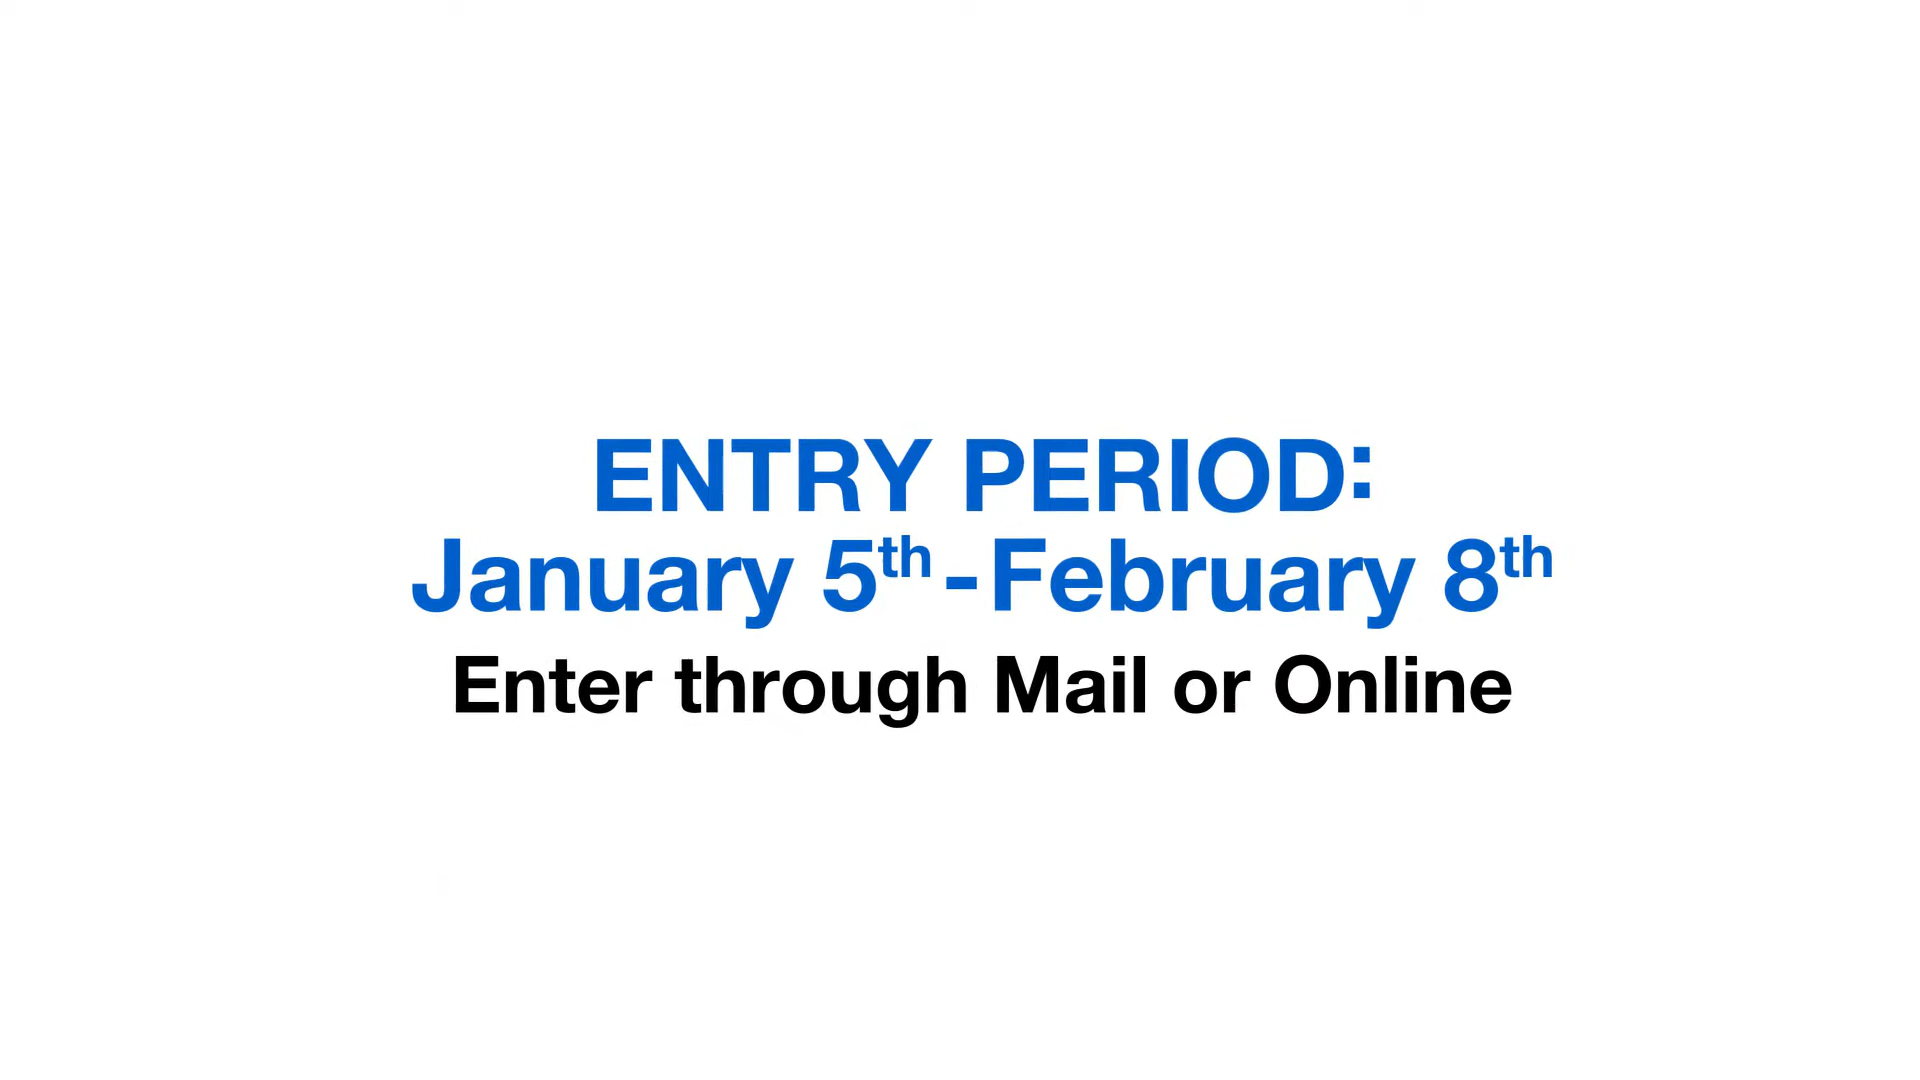 ENTRY PERIOD:
January 5th - February 8th
Enter through Mail or Online